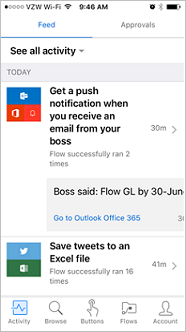 VZW Wi-Fi 9:46 AM
Feed Approvals
See all activity
TODAY
Get a push
notification when
you receive an
email from your
boss
30m
Flow successfully ran 2
times
Boss said: Flow GL by 30-Jun
Go to Outlook Office 365
30
Save tweets to an
Excel file
41m
Flow successfully ran 16
times
Activity Browse Buttons Flows Account